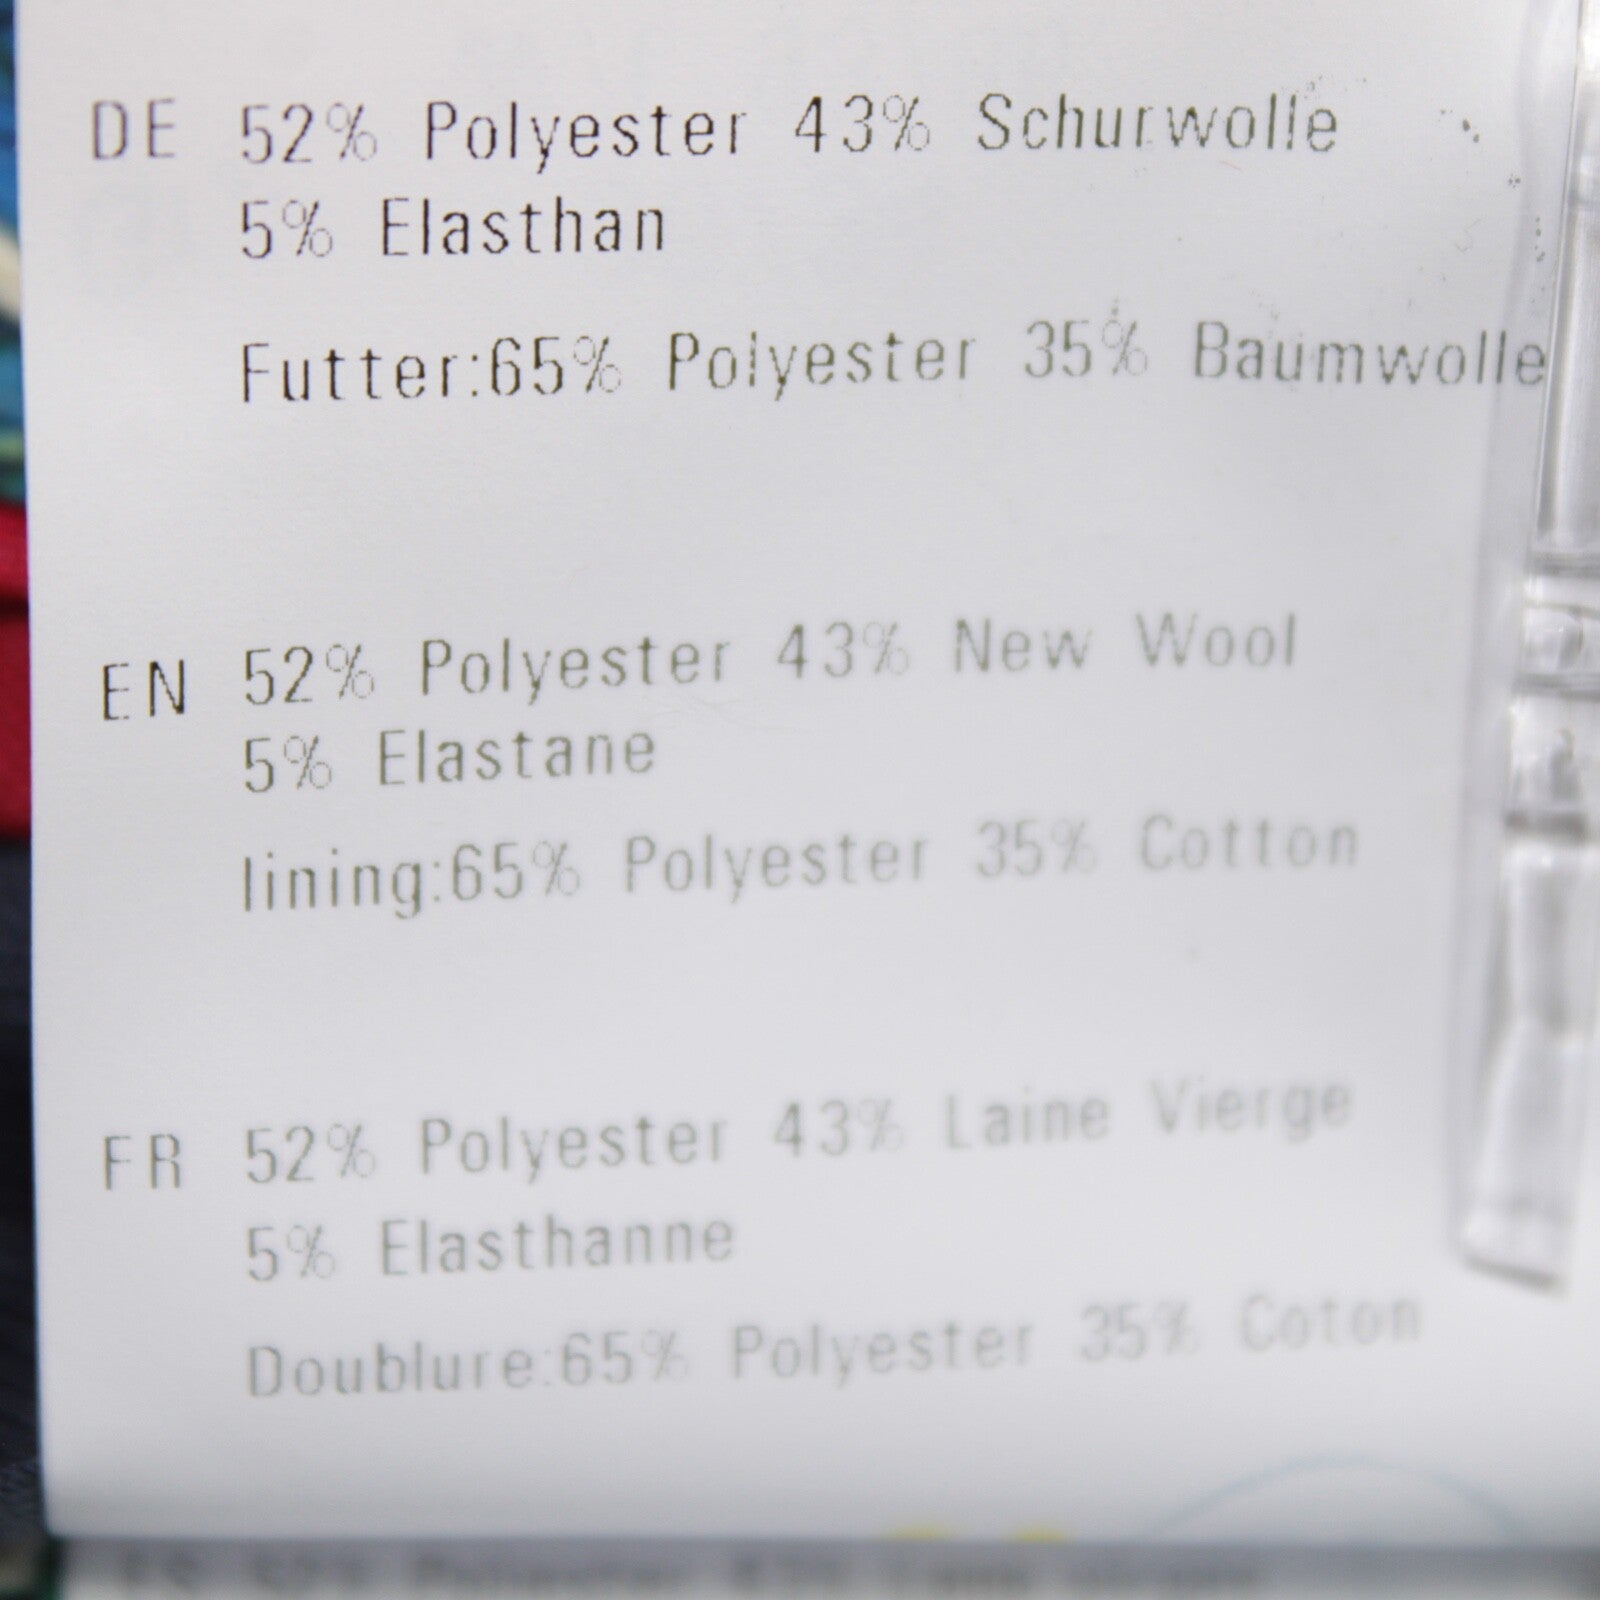 DE 52% Polyester 43% Schurwolle
5% Elasthan
Futter:65% Polyester 35% Baumwolle
EN 52% Polyester 43% New Wool
5% Elastane
lining:65% Polyester 35% Cotton
FR 52% Polyester 43% Laine Vierge
5% Elasthanne
Doublure:65% Polyester 35% Coton